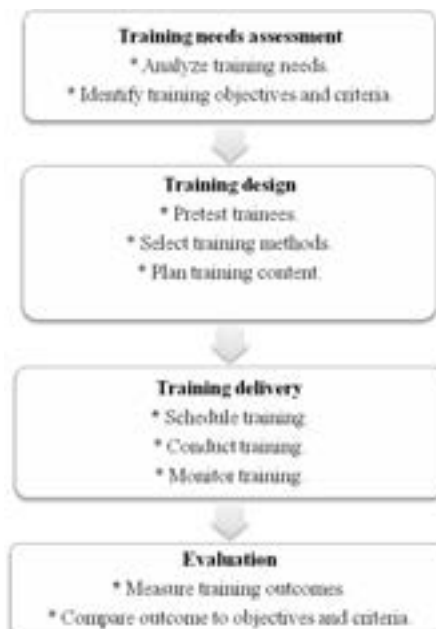 Training needs assessment
* Analyze training needs.
* Identify training objectives and criteria.
Training design
* Pretest trainees.
* Select training methods.
* Plan training content.
Training delivery
* Schedule training
* Conduct training.
* Monitor training.
Evaluation
* Measure training outcomes.
* Compare outcome to objectives and criteria.